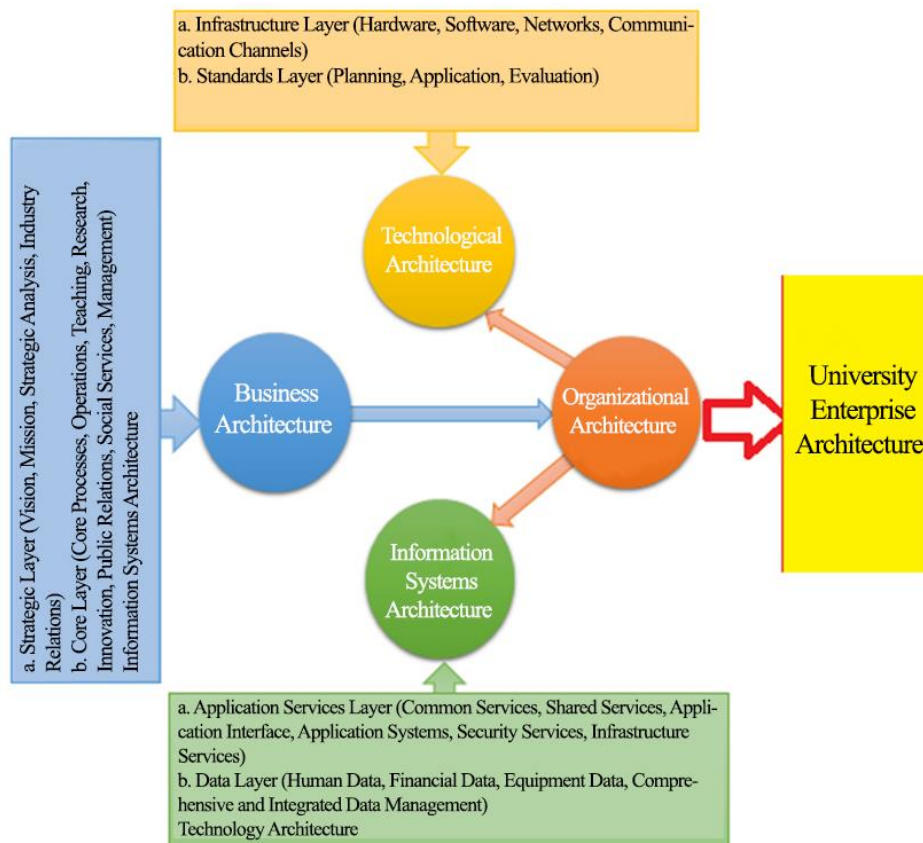 a. Infrastructure Layer (Hardware, Software, Networks, Communi-
cation Channels)
b. Standards Layer (Planning, Application, Evaluation)
a. Strategic Layer (Vision, Mission, Strategic Analysis, Industry
Relations)
b. Core Layer (Core Processes, Operations, Teaching, Research,
Innovation, Public Relations, Social Services, Management)
Information Systems Architecture
Technological
Architecture
Business
Architecture
Organizational
Architecture
University
Enterprise
Architecture
Information
Systems
Architecture
a. Application Services Layer (Common Services, Shared Services, Appli-
cation Interface, Application Systems, Security Services, Infrastructure
Services)
b. Data Layer (Human Data, Financial Data, Equipment Data, Compre-
hensive and Integrated Data Management)
Technology Architecture